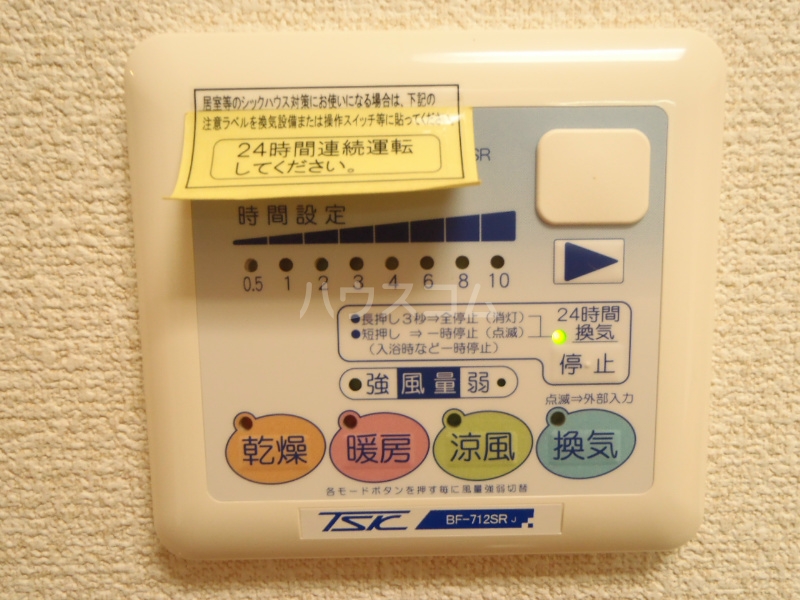 居室等のシックハウス対策にお使いになる場合は、下記の
注意ラベルを換気設備または操作スイッチ等に貼ってくだ
24時間連続運転
してください。
SR
時間設定
0.5 1 2 3 4 6 8 10
ハウスコム
●長押し3秒⇒全停止(消灯)
●短押し ⇒一時停止(点滅)
(入浴時など一時停止)
24時間
換気
停止
強 風量 弱
点滅⇒外部入力
乾燥 暖房 涼風 換気
各モードボタンを押す毎に風量強弱切替
TSK BF-712SR J